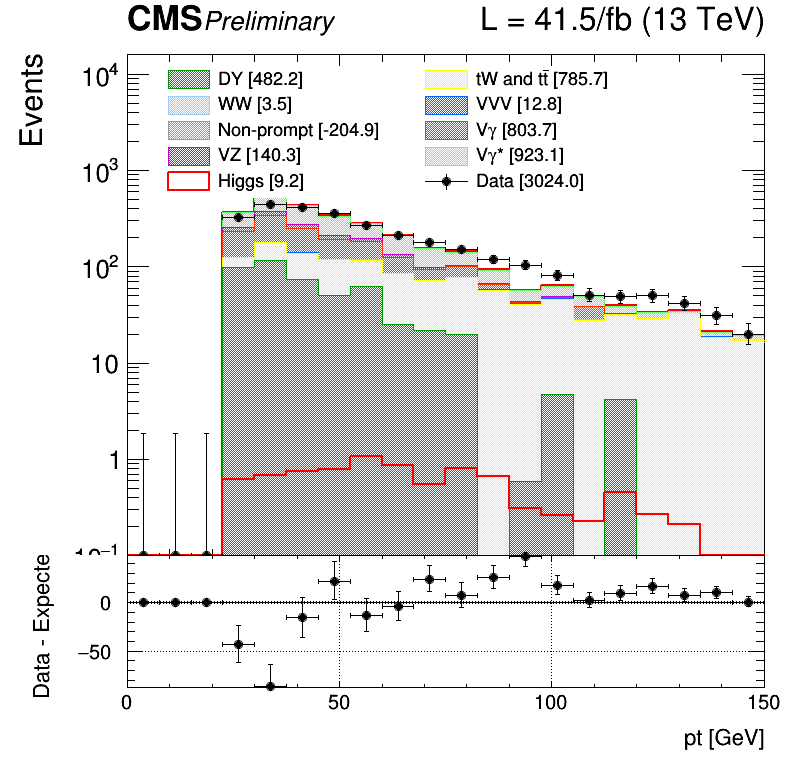 CMS Preliminary L = 41.5/fb (13 TeV)
Events
10⁴
10³
10²
10
1
10⁻¹
DY [482.2]
WW [3.5]
Non-prompt [-204.9]
VZ [140.3]
Higgs [9.2]
tW and tt̄ [785.7]
VVV [12.8]
Vγ [803.7]
Vγ* [923.1]
Data [3024.0]
Data - Expecte
0
−50
0 50 100 150
pt [GeV]